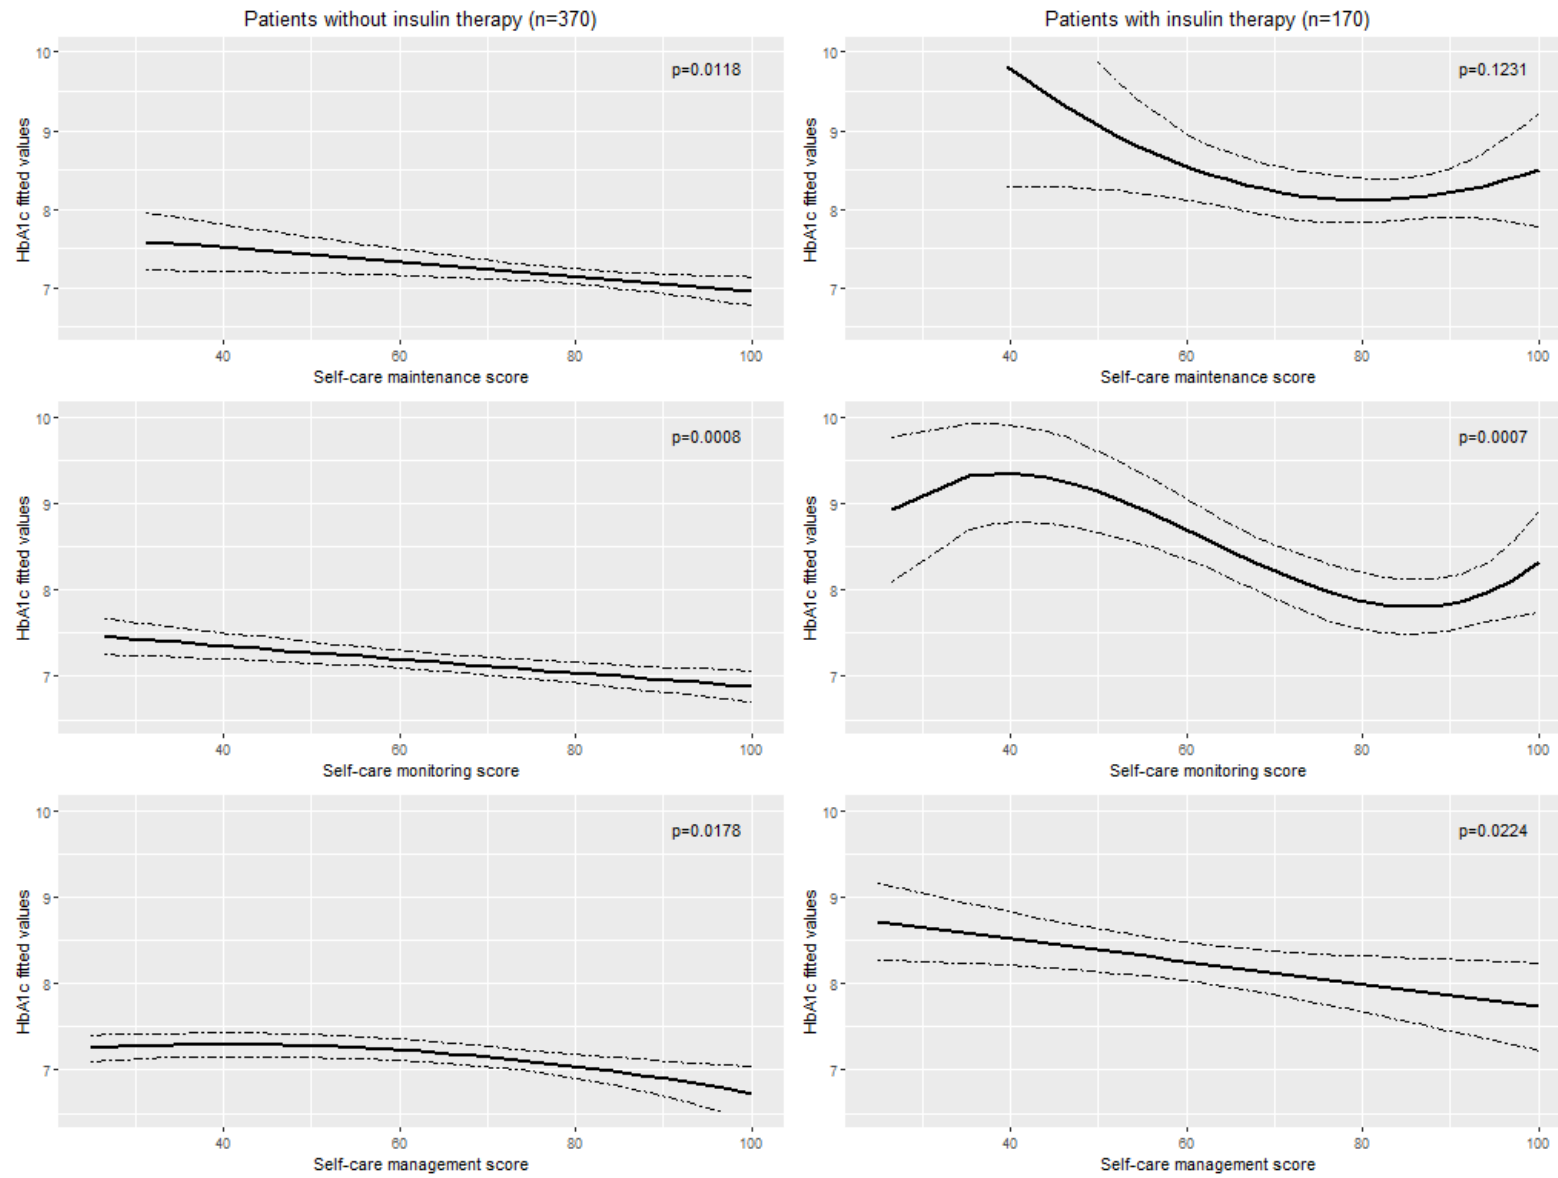 Patients without insulin therapy (n=370)
Patients with insulin therapy (n=170)
10
9
8
7
HbA1c fitted values
p=0.0118
40 60 80 100
Self-care maintenance score
10
9
8
7
HbA1c fitted values
p=0.1231
40 60 80 100
Self-care maintenance score
10
9
8
7
HbA1c fitted values
p=0.0008
40 60 80 100
Self-care monitoring score
10
9
8
7
HbA1c fitted values
p=0.0007
40 60 80 100
Self-care monitoring score
10
9
8
7
HbA1c fitted values
p=0.0178
40 60 80 100
Self-care management score
10
9
8
7
HbA1c fitted values
p=0.0224
40 60 80 100
Self-care management score